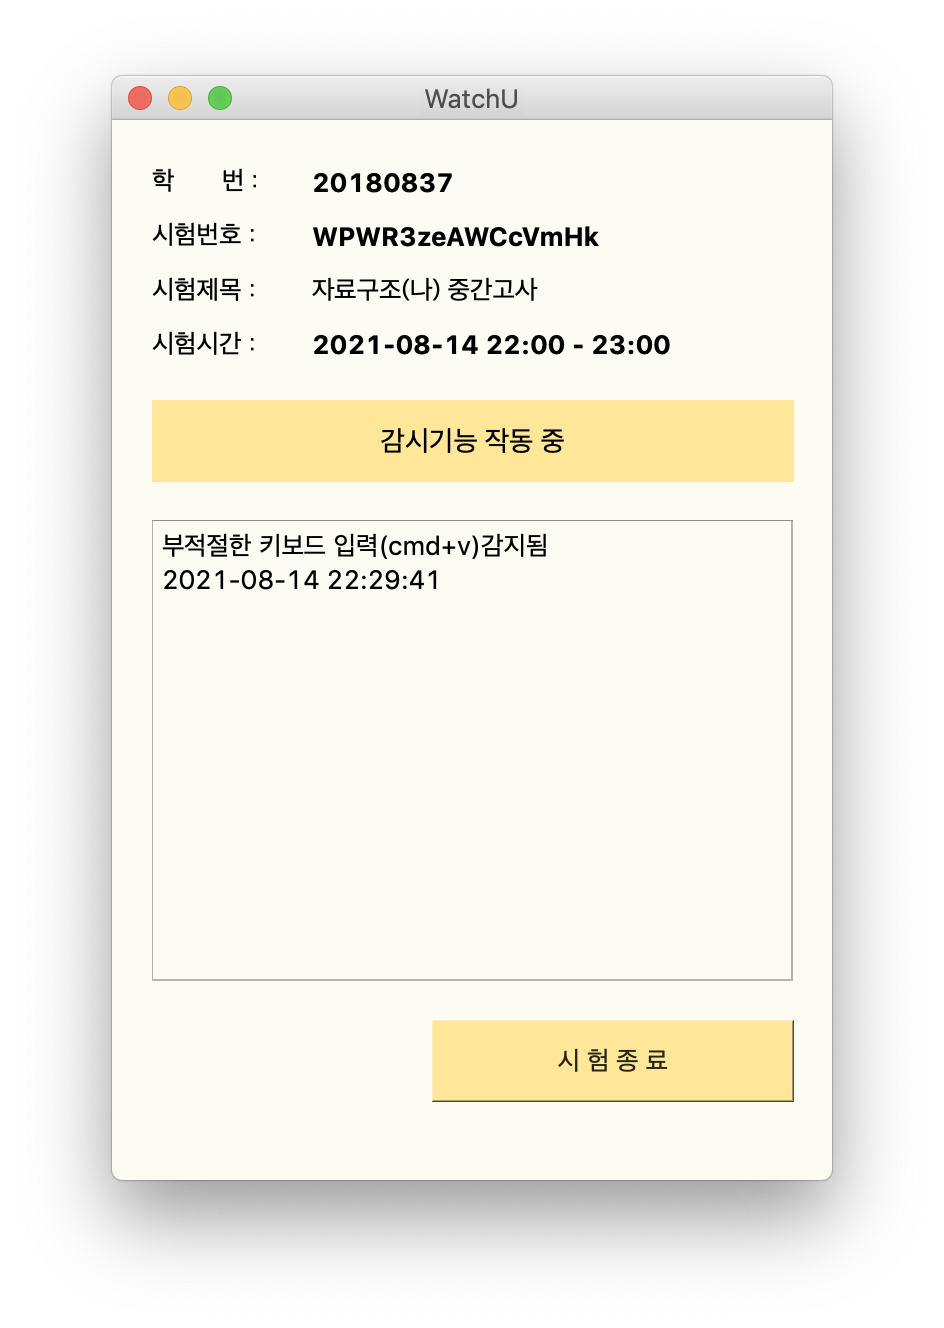 WatchU
학 번 : 20180837
시험번호 : WPWR3zeAWCcVmHk
시험제목 : 자료구조(나) 중간고사
시험시간 : 2021-08-14 22:00 - 23:00
감시기능 작동 중
부적절한 키보드 입력(cmd+v)감지됨
2021-08-14 22:29:41
시 험 종 료